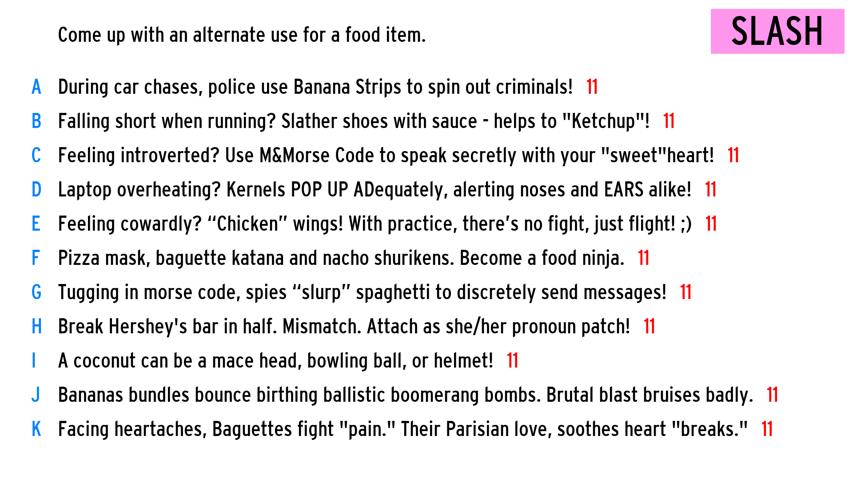 Come up with an alternate use for a food item.
SLASH
A During car chases, police use Banana Strips to spin out criminals! 11
B Falling short when running? Slather shoes with sauce - helps to "Ketchup"! 11
C Feeling introverted? Use M&Morse Code to speak secretly with your "sweet"heart! 11
D Laptop overheating? Kernels POP UP ADequately, alerting noses and EARS alike! 11
E Feeling cowardly? “Chicken” wings! With practice, there’s no fight, just flight! ;) 11
F Pizza mask, baguette katana and nacho shurikens. Become a food ninja. 11
G Tugging in morse code, spies “slurp” spaghetti to discretely send messages! 11
H Break Hershey's bar in half. Mismatch. Attach as she/her pronoun patch! 11
I A coconut can be a mace head, bowling ball, or helmet! 11
J Bananas bundles bounce birthing ballistic boomerang bombs. Brutal blast bruises badly. 11
K Facing heartaches, Baguettes fight "pain." Their Parisian love, soothes heart "breaks." 11